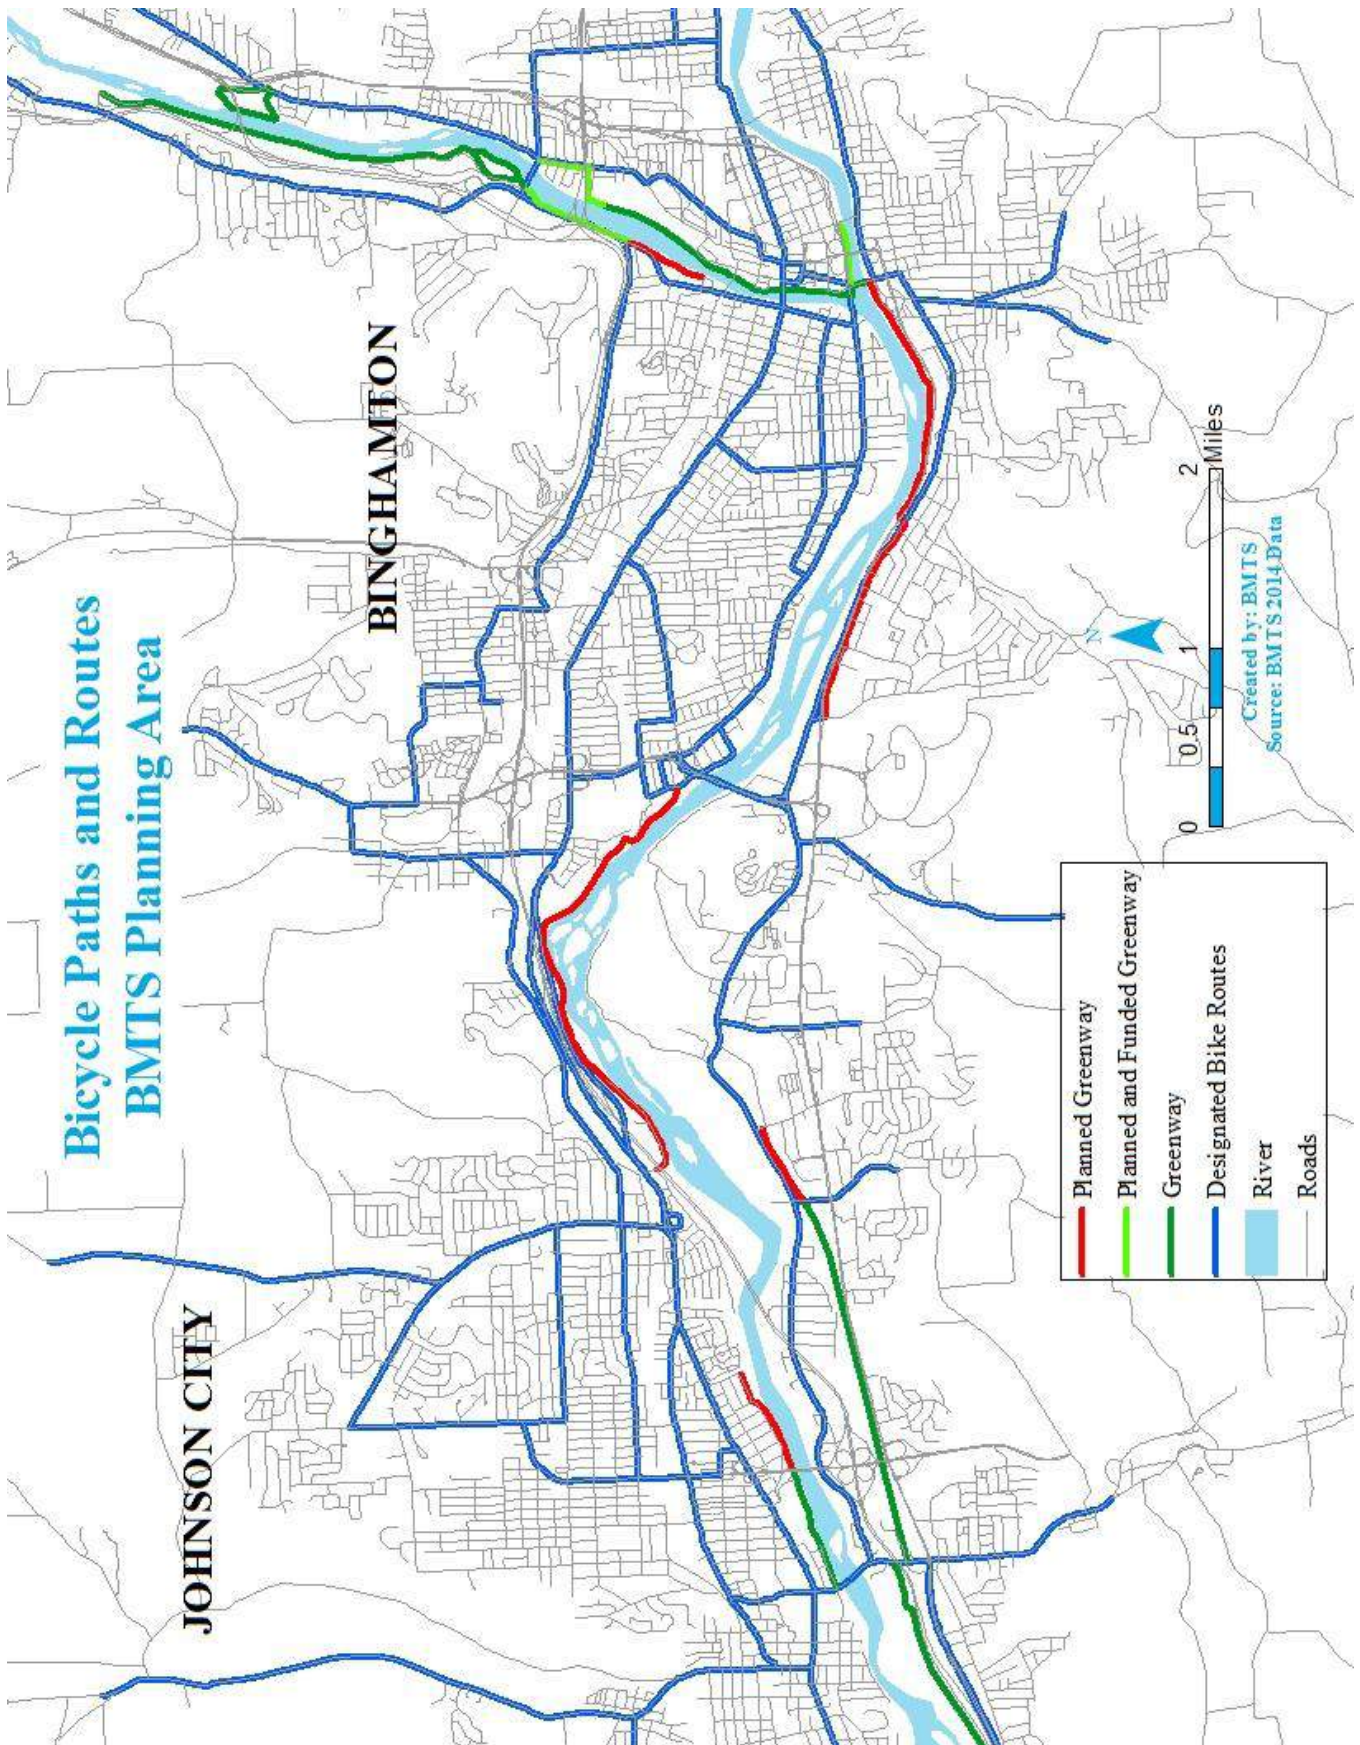 Bicycle Paths and Routes
BMTS Planning Area
JOHNSON CITY
BINGHAMTON
Planned Greenway
Planned and Funded Greenway
Greenway
Designated Bike Routes
River
Roads
N
0 0.5 1 2
Miles
Created by: BMTS
Source: BMTS 2014 Data